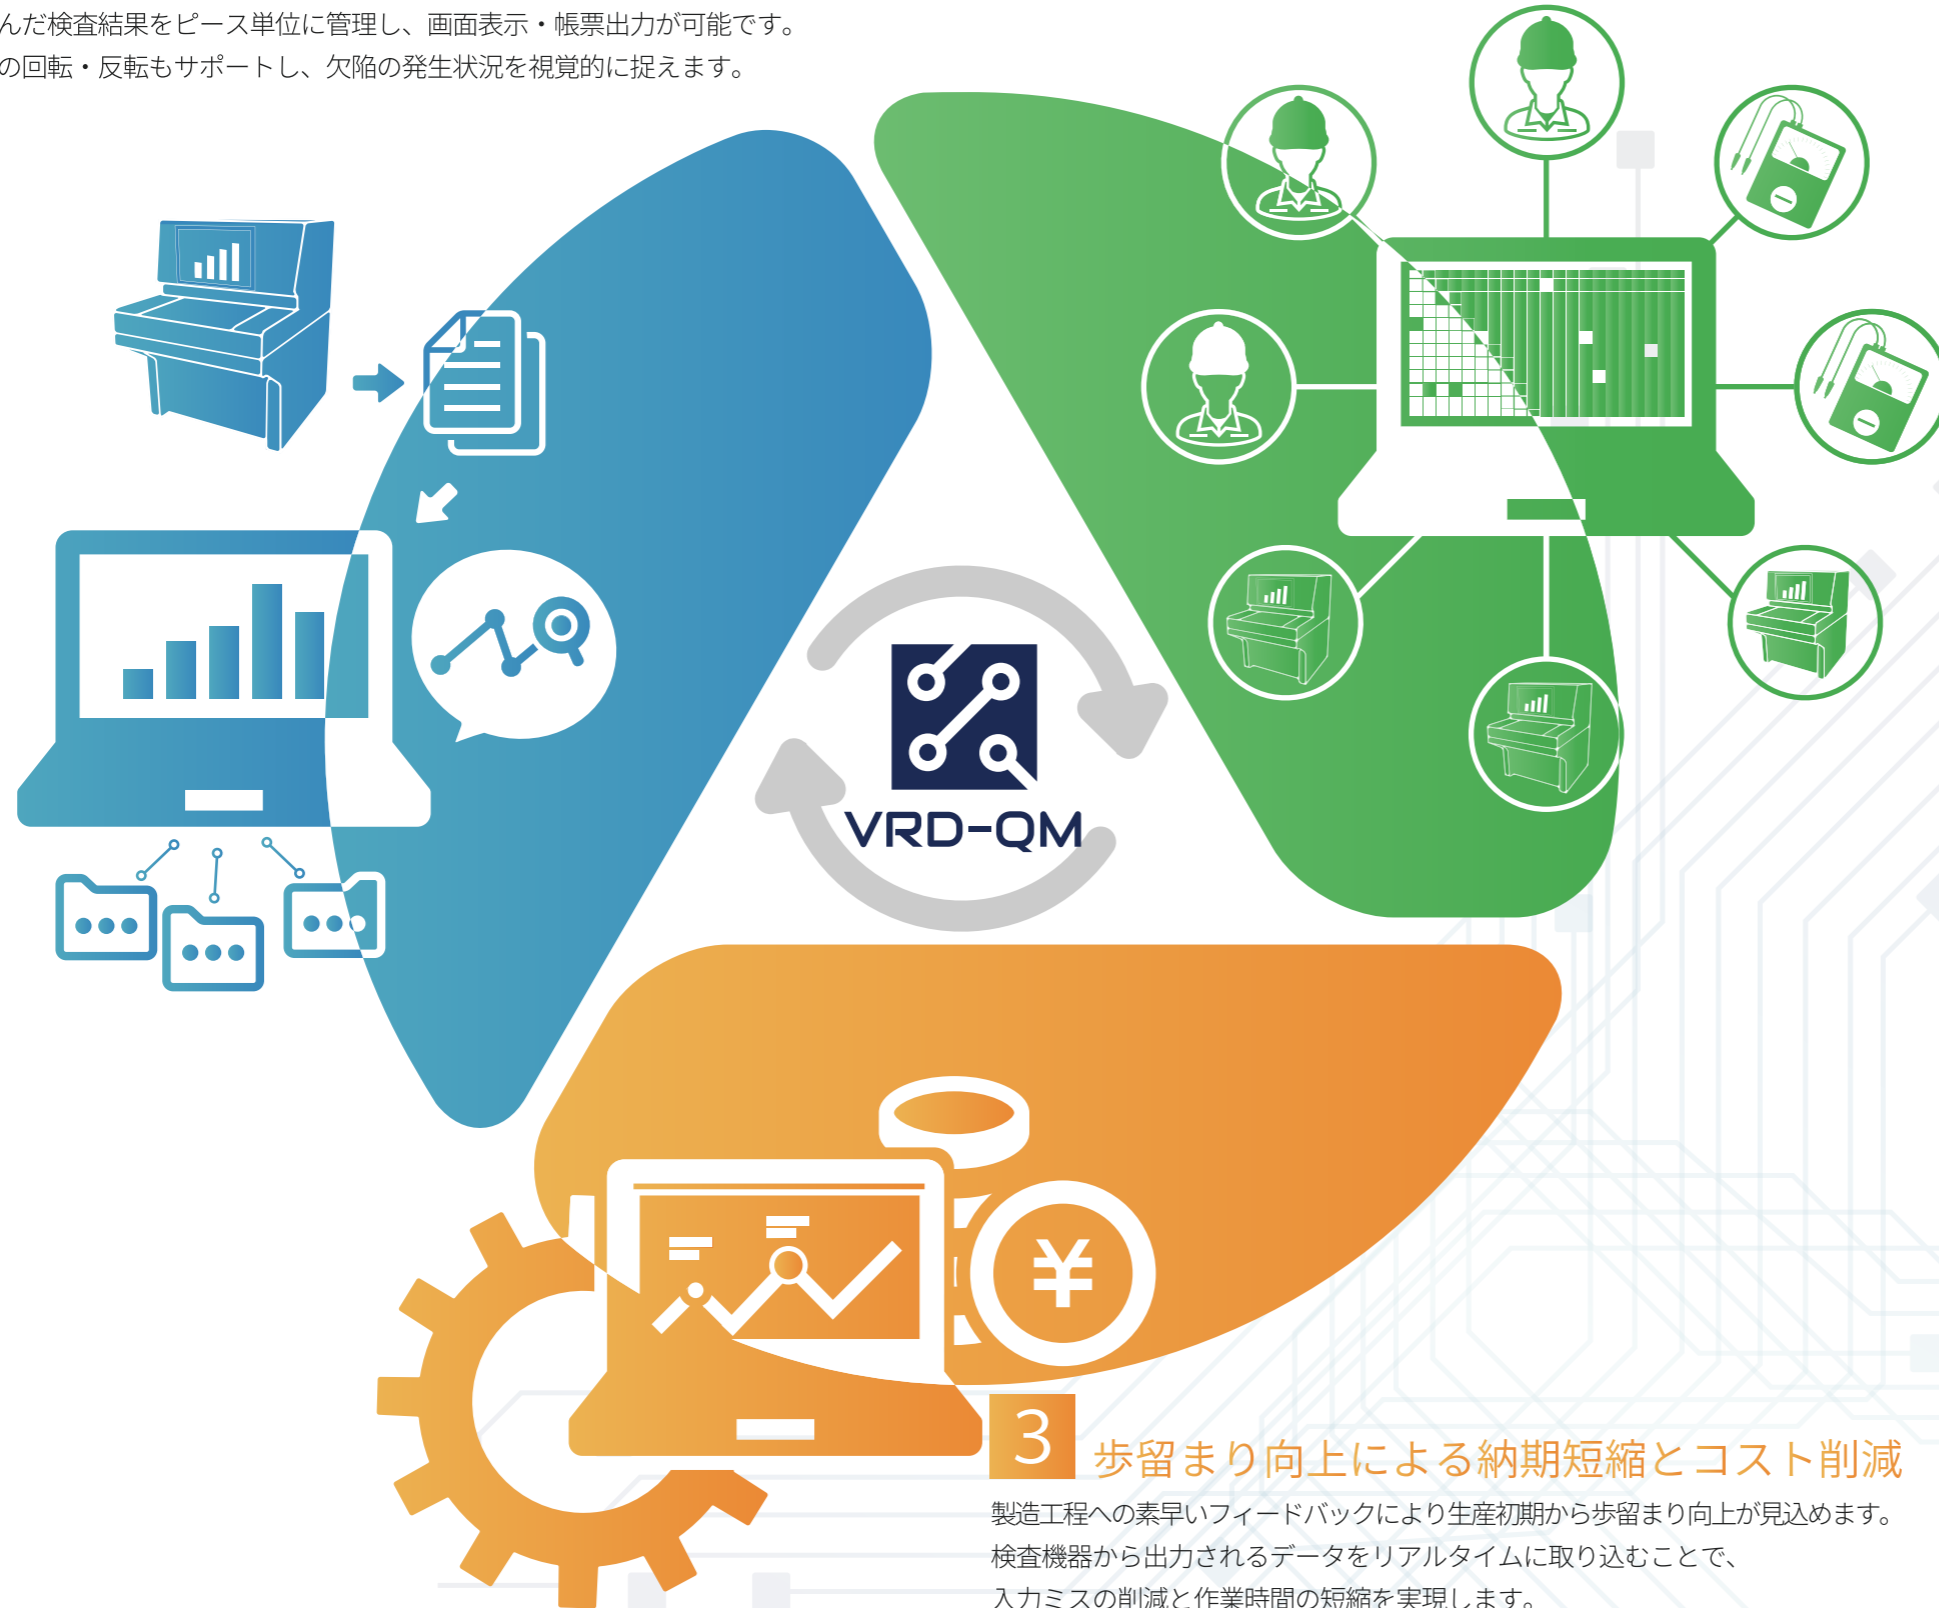 んだ検査結果をピース単位に管理し、画面表示・帳票出力が可能です。
の回転・反転もサポートし、欠陥の発生状況を視覚的に捉えます。
VRD-QM
¥
3 歩留まり向上による納期短縮とコスト削減
製造工程への素早いフィードバックにより生産初期から歩留まり向上が見込めます。
検査機器から出力されるデータをリアルタイムに取り込むことで、
入力ミスの削減と作業時間の短縮を実現します。